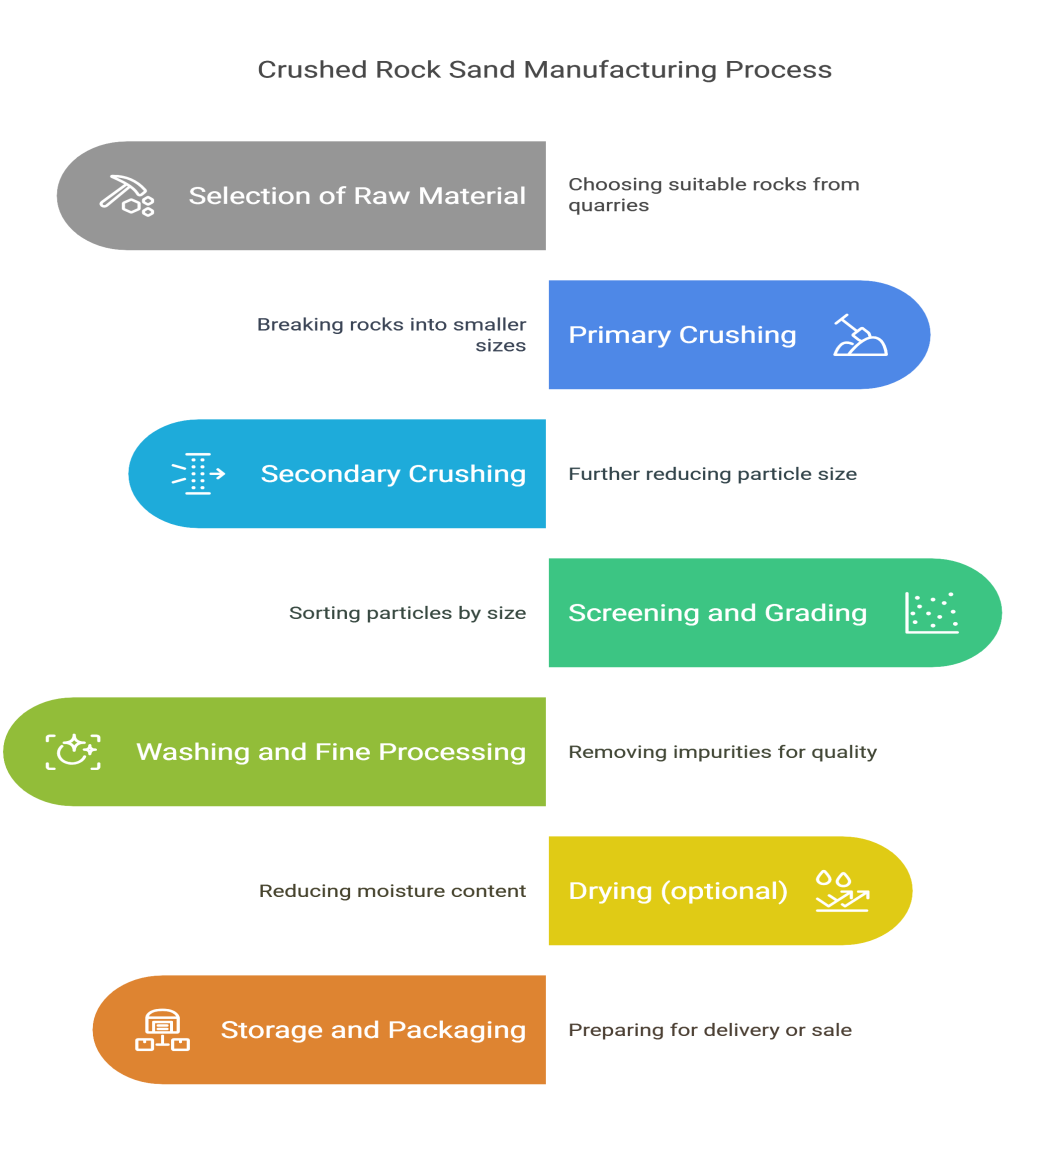 Crushed Rock Sand Manufacturing Process
Selection of Raw Material
Choosing suitable rocks from
quarries
Breaking rocks into smaller
sizes
Primary Crushing
Secondary Crushing
Further reducing particle size
Sorting particles by size
Screening and Grading
Washing and Fine Processing
Removing impurities for quality
Reducing moisture content
Drying (optional)
Storage and Packaging
Preparing for delivery or sale